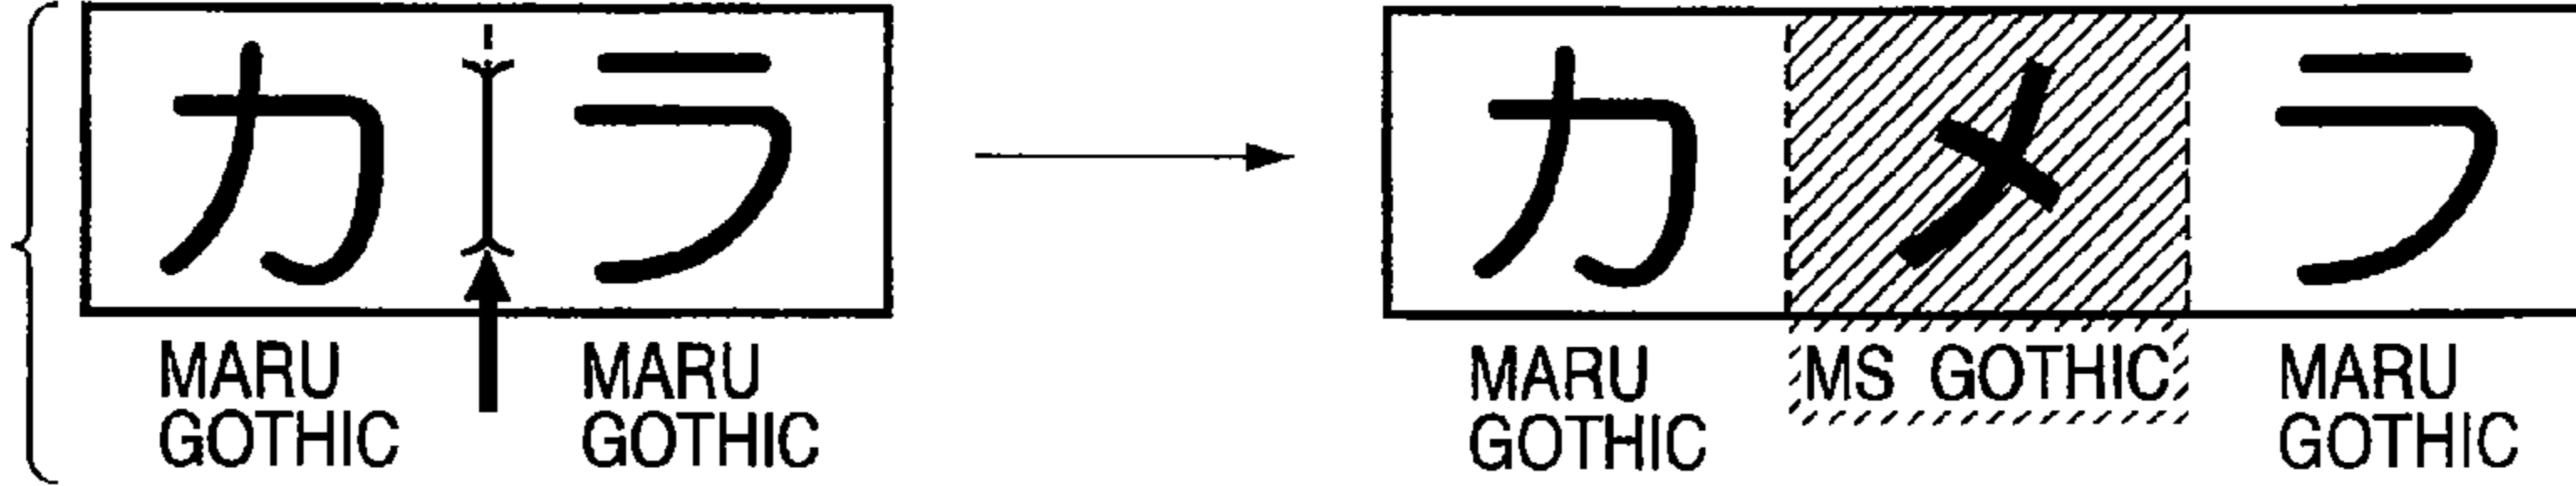 カ ラ
MARU GOTHIC MARU GOTHIC
カ メ ラ
MARU GOTHIC MS GOTHIC MARU GOTHIC